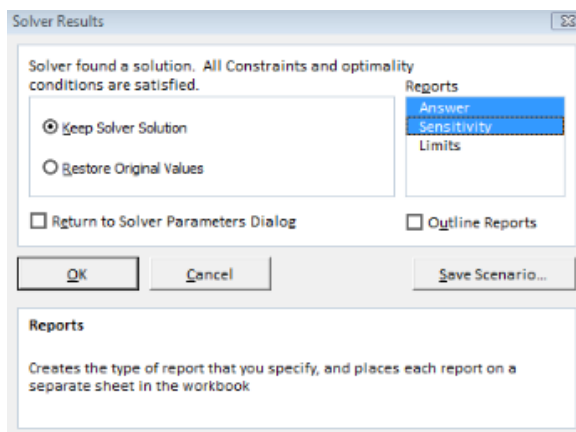 Solver Results
Solver found a solution. All Constraints and optimality
conditions are satisfied.
Reports
Answer
Sensitivity
Limits
Keep Solver Solution
Restore Original Values
Return to Solver Parameters Dialog
Outline Reports
OK
Cancel
Save Scenario...
Reports
Creates the type of report that you specify, and places each report on a
separate sheet in the workbook